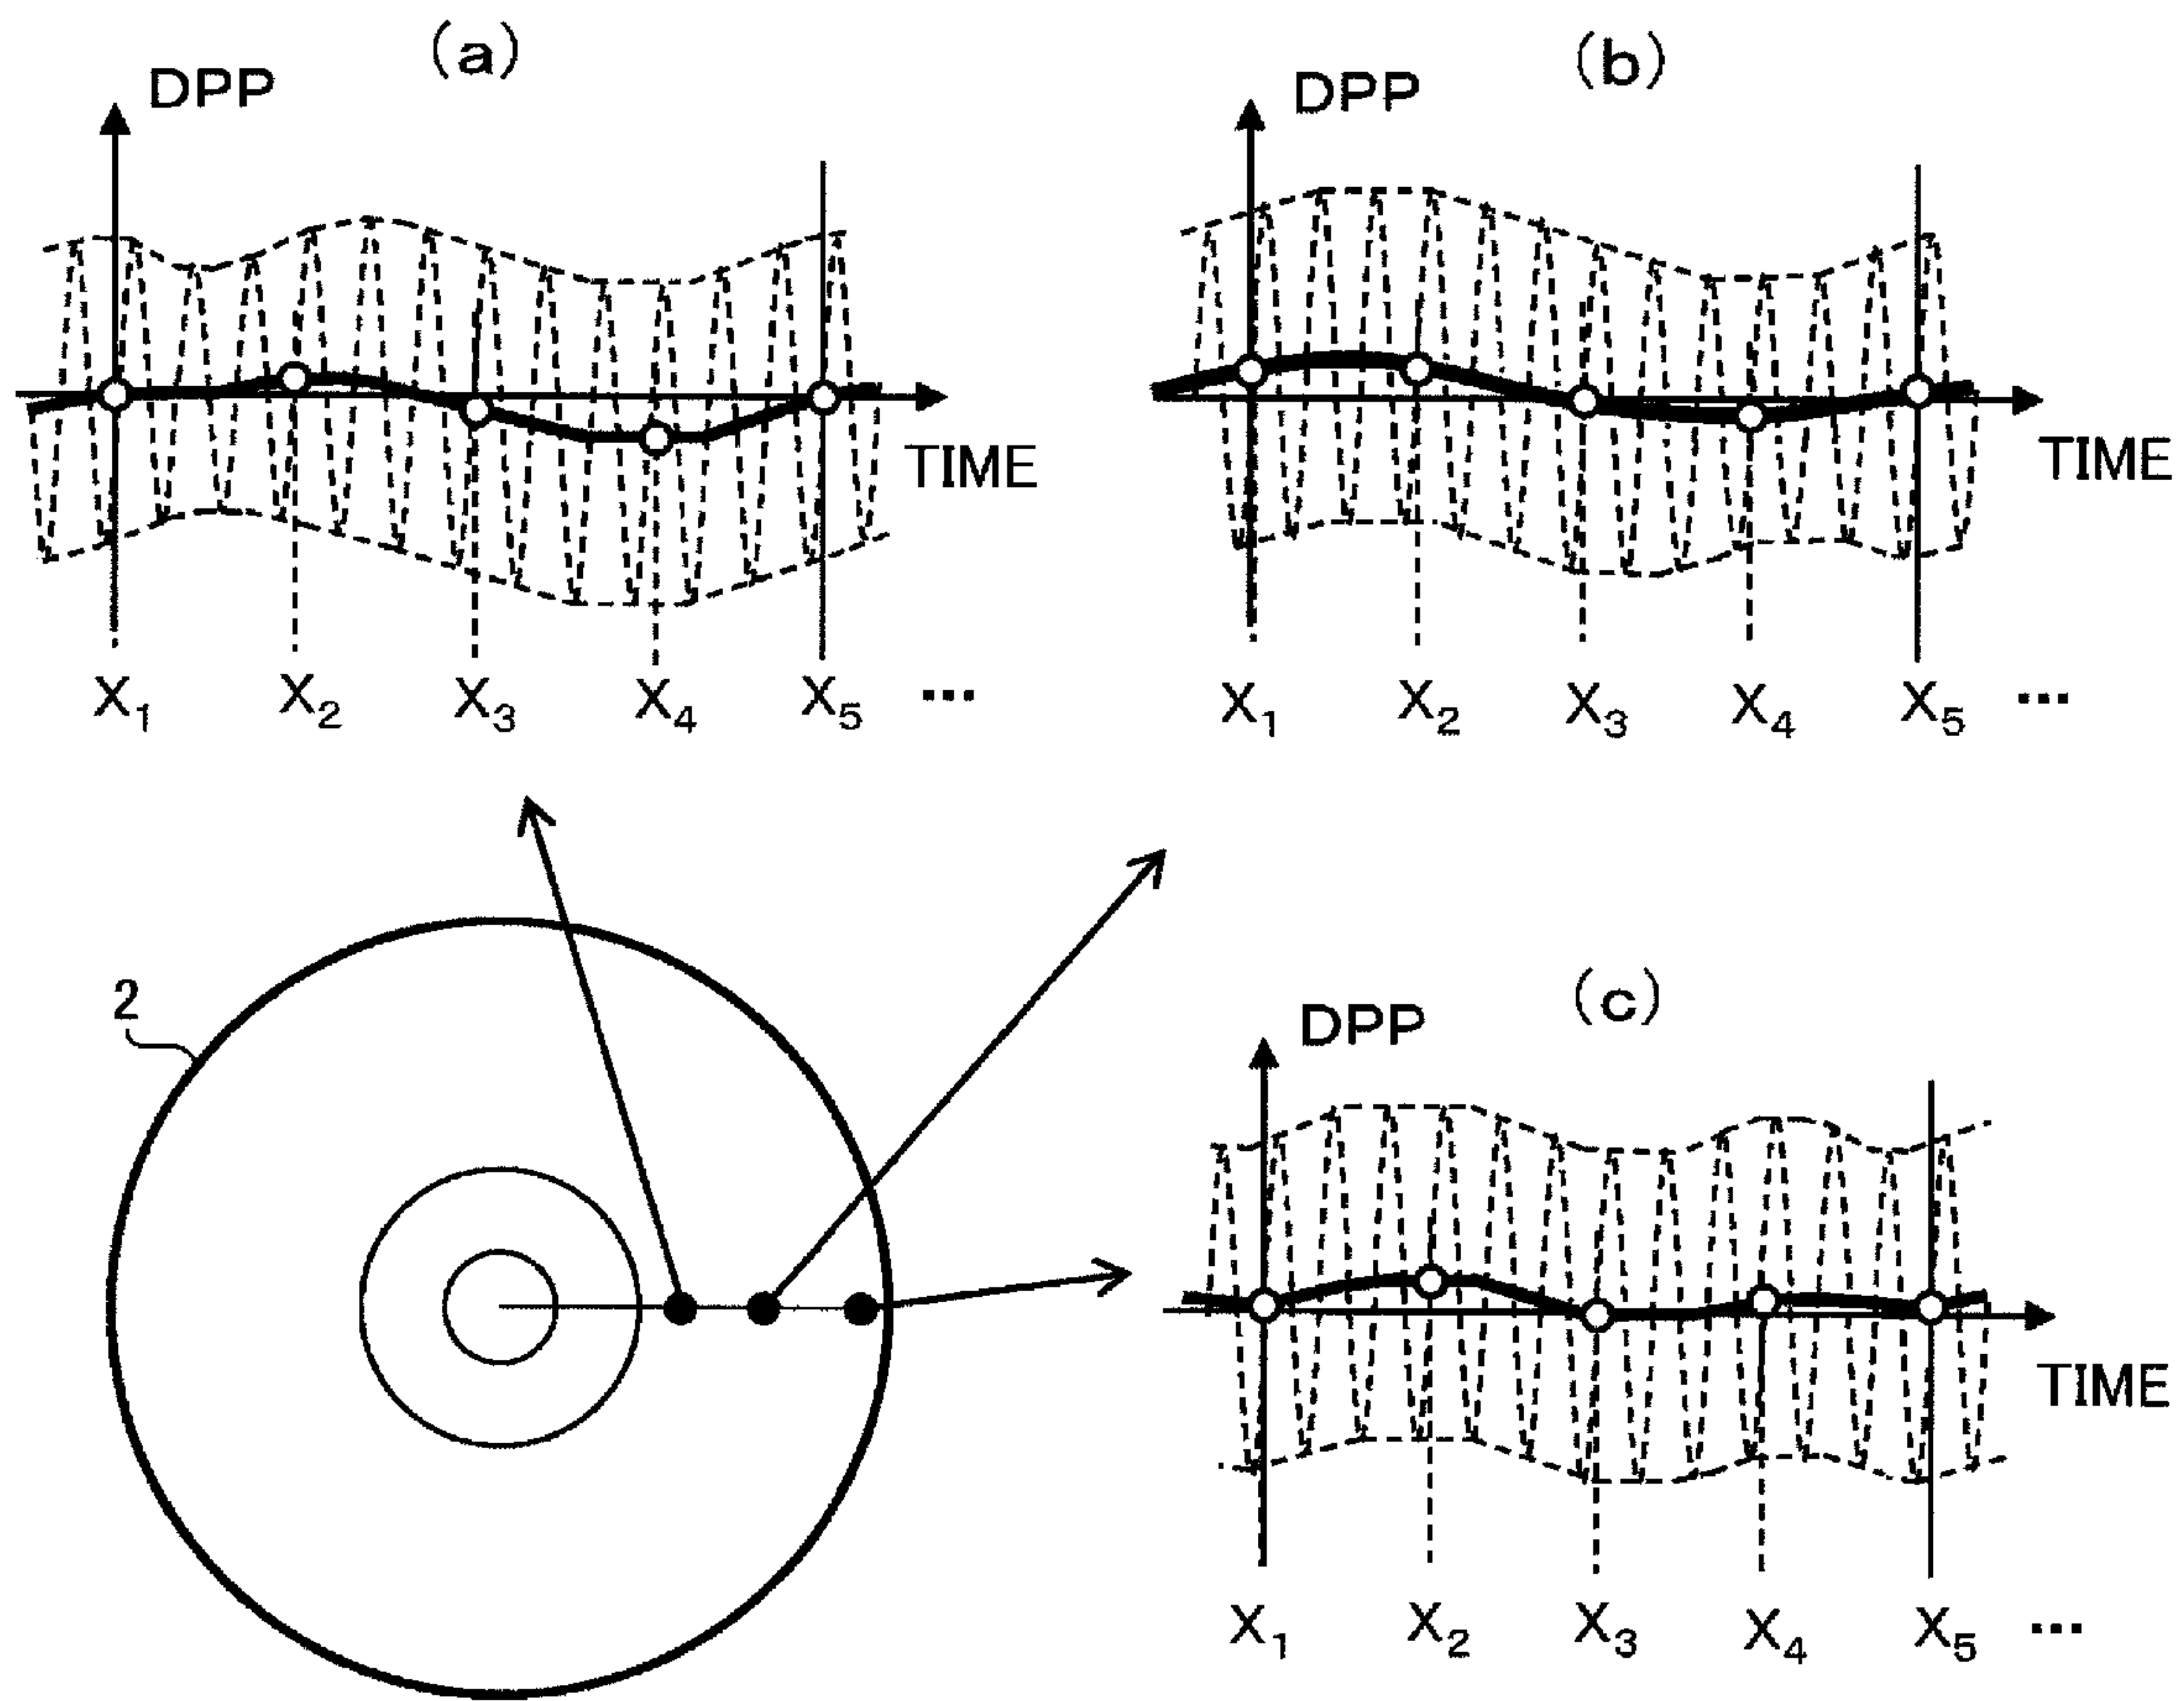 (a)
DPP
TIME
X1 X2 X3 X4 X5 ...
(b)
DPP
TIME
X1 X2 X3 X4 X5 ...
2
(c)
DPP
TIME
X1 X2 X3 X4 X5 ...